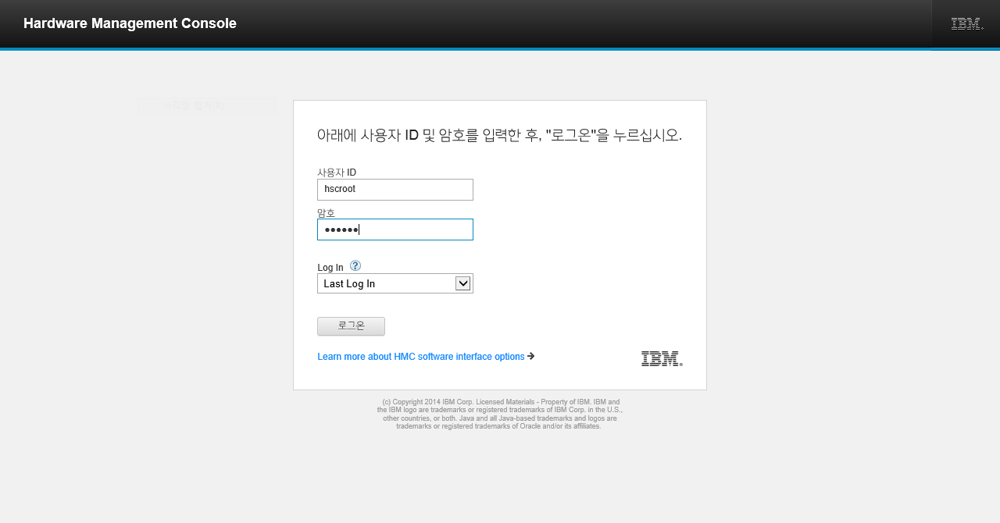 Hardware Management Console
IBM.
아래에 사용자 ID 및 암호를 입력한 후, "로그온"을 누르십시오.
사용자 ID
hscroot
암호
●●●●●●
Log In ?
Last Log In
로그온
Learn more about HMC software interface options
IBM.
(c) Copyright 2014 IBM Corp. Licensed Materials - Property of IBM. IBM and
the IBM logo are trademarks or registered trademarks of IBM Corp. in the U.S.,
other countries, or both. Java and all Java-based trademarks and logos are
trademarks or registered trademarks of Oracle and/or its affiliates.